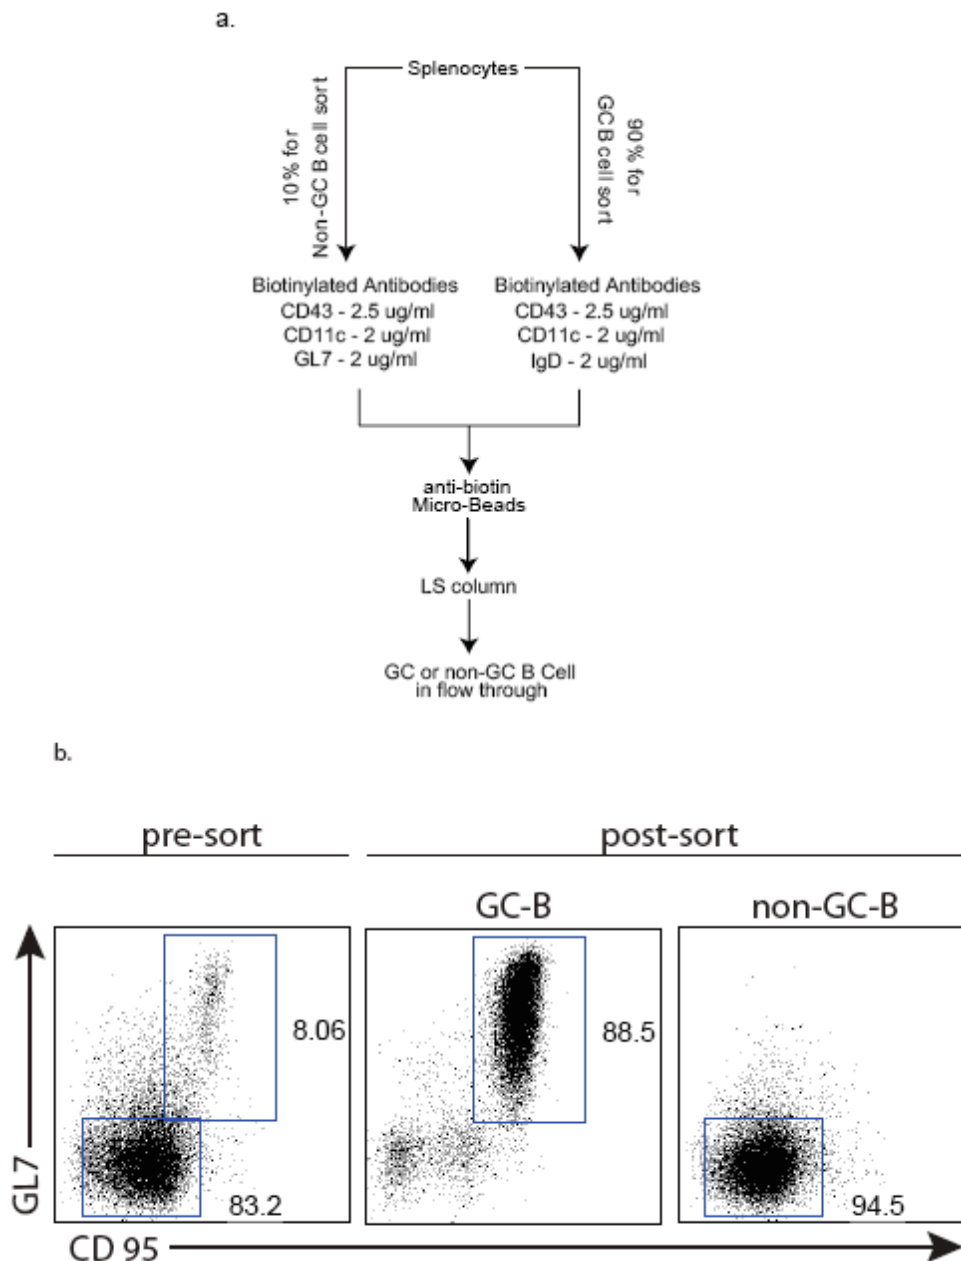 a.
Splenocytes
10% for
Non-GC B cell sort
90% for
GC B cell sort
Biotinylated Antibodies
CD43 - 2.5 ug/ml
CD11c - 2 ug/ml
GL7 - 2 ug/ml
Biotinylated Antibodies
CD43 - 2.5 ug/ml
CD11c - 2 ug/ml
IgD - 2 ug/ml
anti-biotin
Micro-Beads
LS column
GC or non-GC B Cell
in flow through
b.
pre-sort
post-sort
GC-B
non-GC-B
8.06
88.5
83.2
94.5
GL7
CD 95